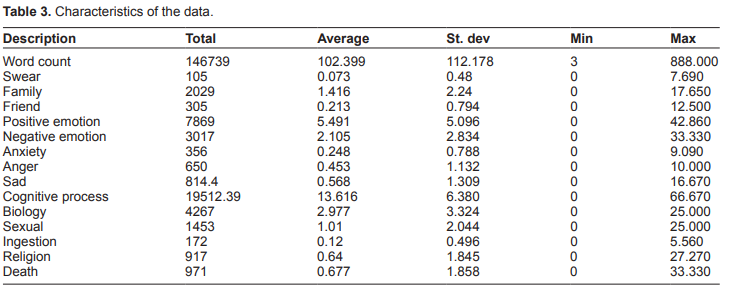 Table 3. Characteristics of the data.
Description Total Average St. dev Min Max
Word count 146739 102.399 112.178 3 888.000
Swear 105 0.073 0.48 0 7.690
Family 2029 1.416 2.24 0 17.650
Friend 305 0.213 0.794 0 12.500
Positive emotion 7869 5.491 5.096 0 42.860
Negative emotion 3017 2.105 2.834 0 33.330
Anxiety 356 0.248 0.788 0 9.090
Anger 650 0.453 1.132 0 10.000
Sad 814.4 0.568 1.309 0 16.670
Cognitive process 19512.39 13.616 6.380 0 66.670
Biology 4267 2.977 3.324 0 25.000
Sexual 1453 1.01 2.044 0 25.000
Ingestion 172 0.12 0.496 0 5.560
Religion 917 0.64 1.845 0 27.270
Death 971 0.677 1.858 0 33.330